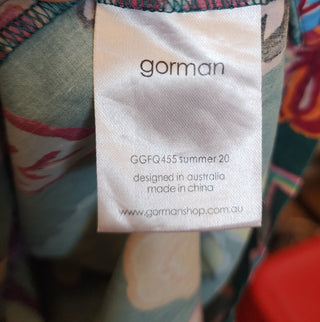 gorman
GGFQ455 summer 20
designed in australia
made in china
www.gormanshop.com.au